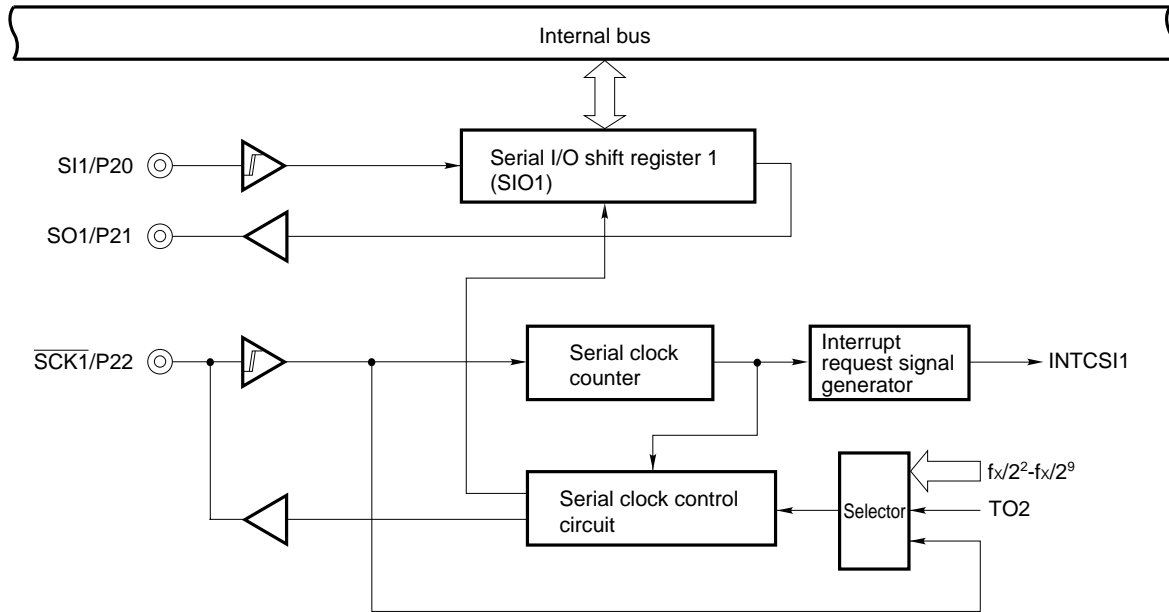 Internal bus
SI1/P20
Serial I/O shift register 1
(SIO1)
SO1/P21
SCK1/P22
Serial clock
counter
Interrupt
request signal
generator
INTCSI1
Serial clock control
circuit
Selector
fx/2²-fx/2⁹
TO2